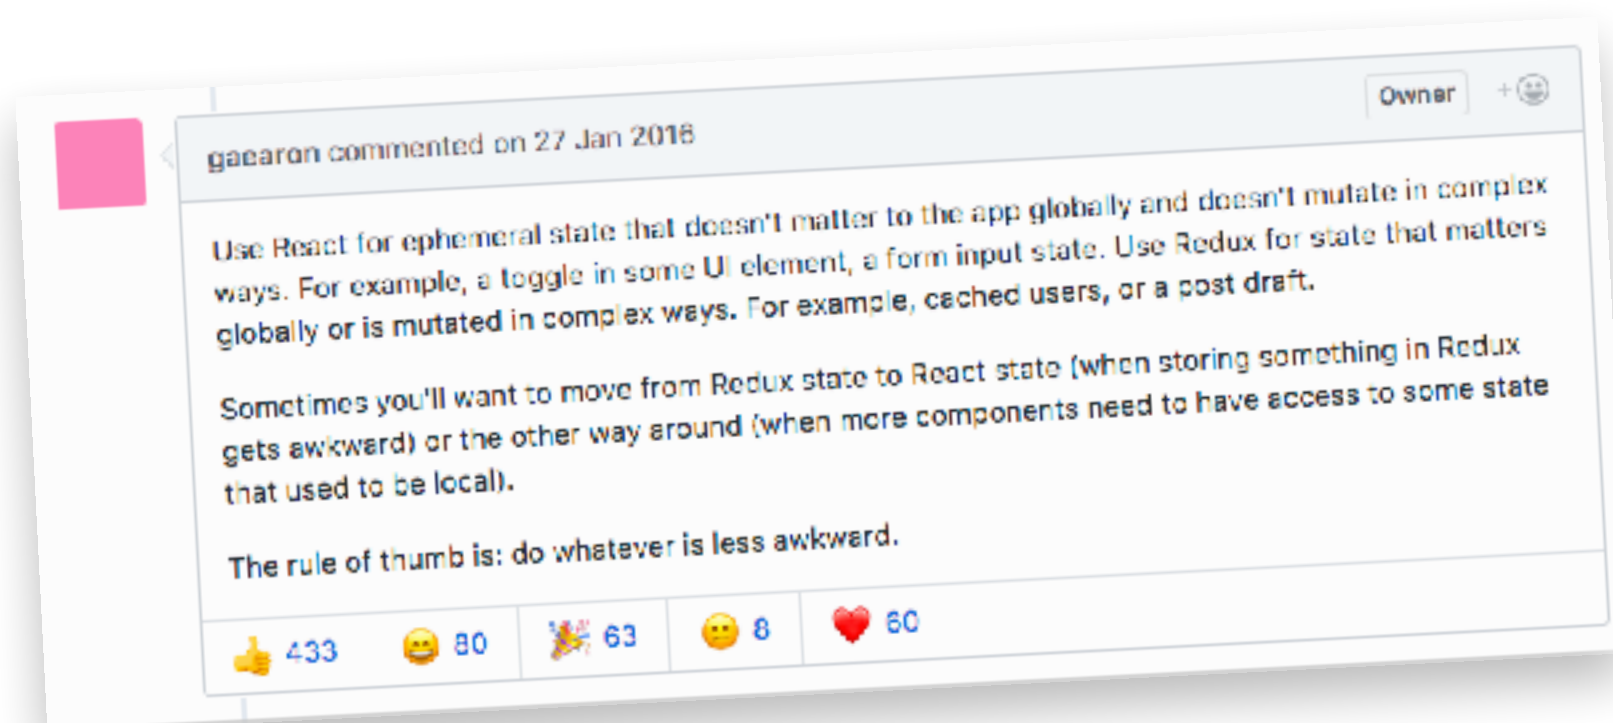 gaearon commented on 27 Jan 2016
Owner
Use React for ephemeral state that doesn't matter to the app globally and doesn't mutate in complex
ways. For example, a toggle in some UI element, a form input state. Use Redux for state that matters
globally or is mutated in complex ways. For example, cached users, or a post draft.
Sometimes you'll want to move from Redux state to React state (when storing something in Redux
gets awkward) or the other way around (when more components need to have access to some state
that used to be local).
The rule of thumb is: do whatever is less awkward.
433 80 63 8 60